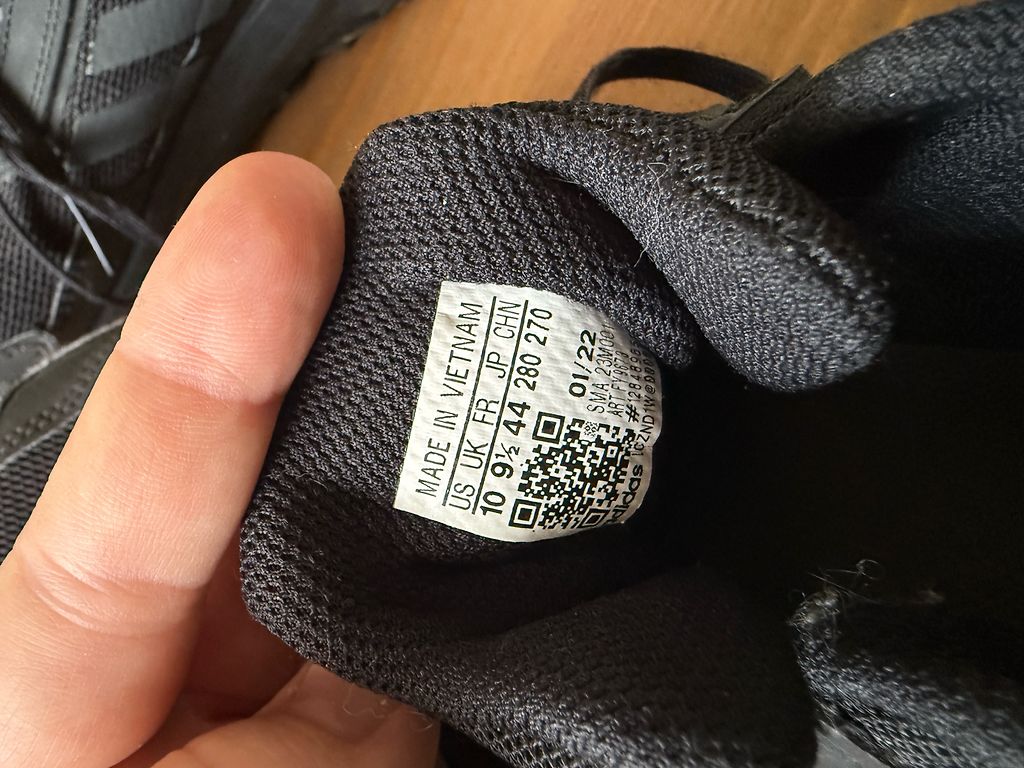 MADE IN VIETNAM
US UK FR JP CHN
10 9½ 44 280 270
01/22
adidas